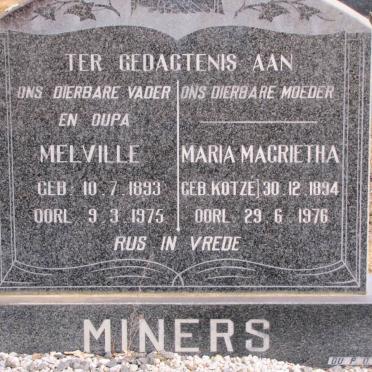 TER GEDAGTENIS AAN
ONS DIERBARE VADER
EN OUPA
MELVILLE
GEB 10.7.1893
OORL 9.3.1975
ONS DIERBARE MOEDER
MARIA MAGRIETHA
GEB KOTZE] 30.12.1894
OORL 29.6.1976
RUS IN VREDE
MINERS